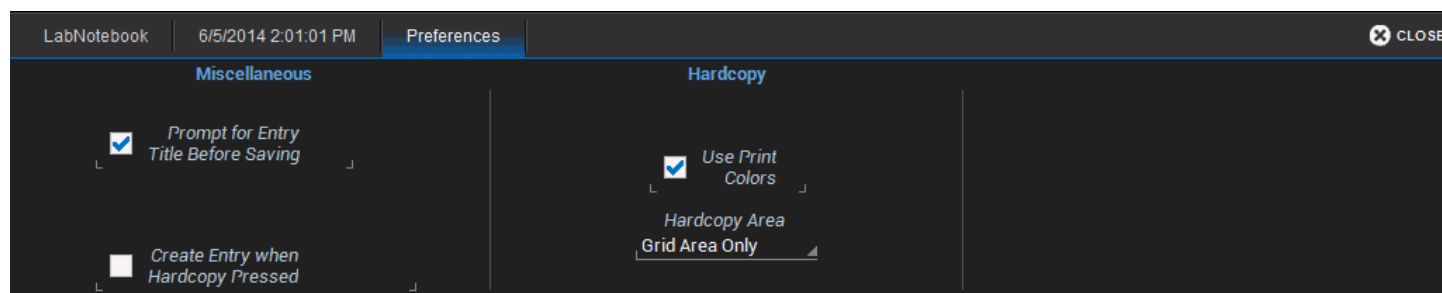 LabNotebook 6/5/2014 2:01:01 PM Preferences CLOSE
Miscellaneous
Prompt for Entry
Title Before Saving
Create Entry when
Hardcopy Pressed
Hardcopy
Use Print
Colors
Hardcopy Area
Grid Area Only